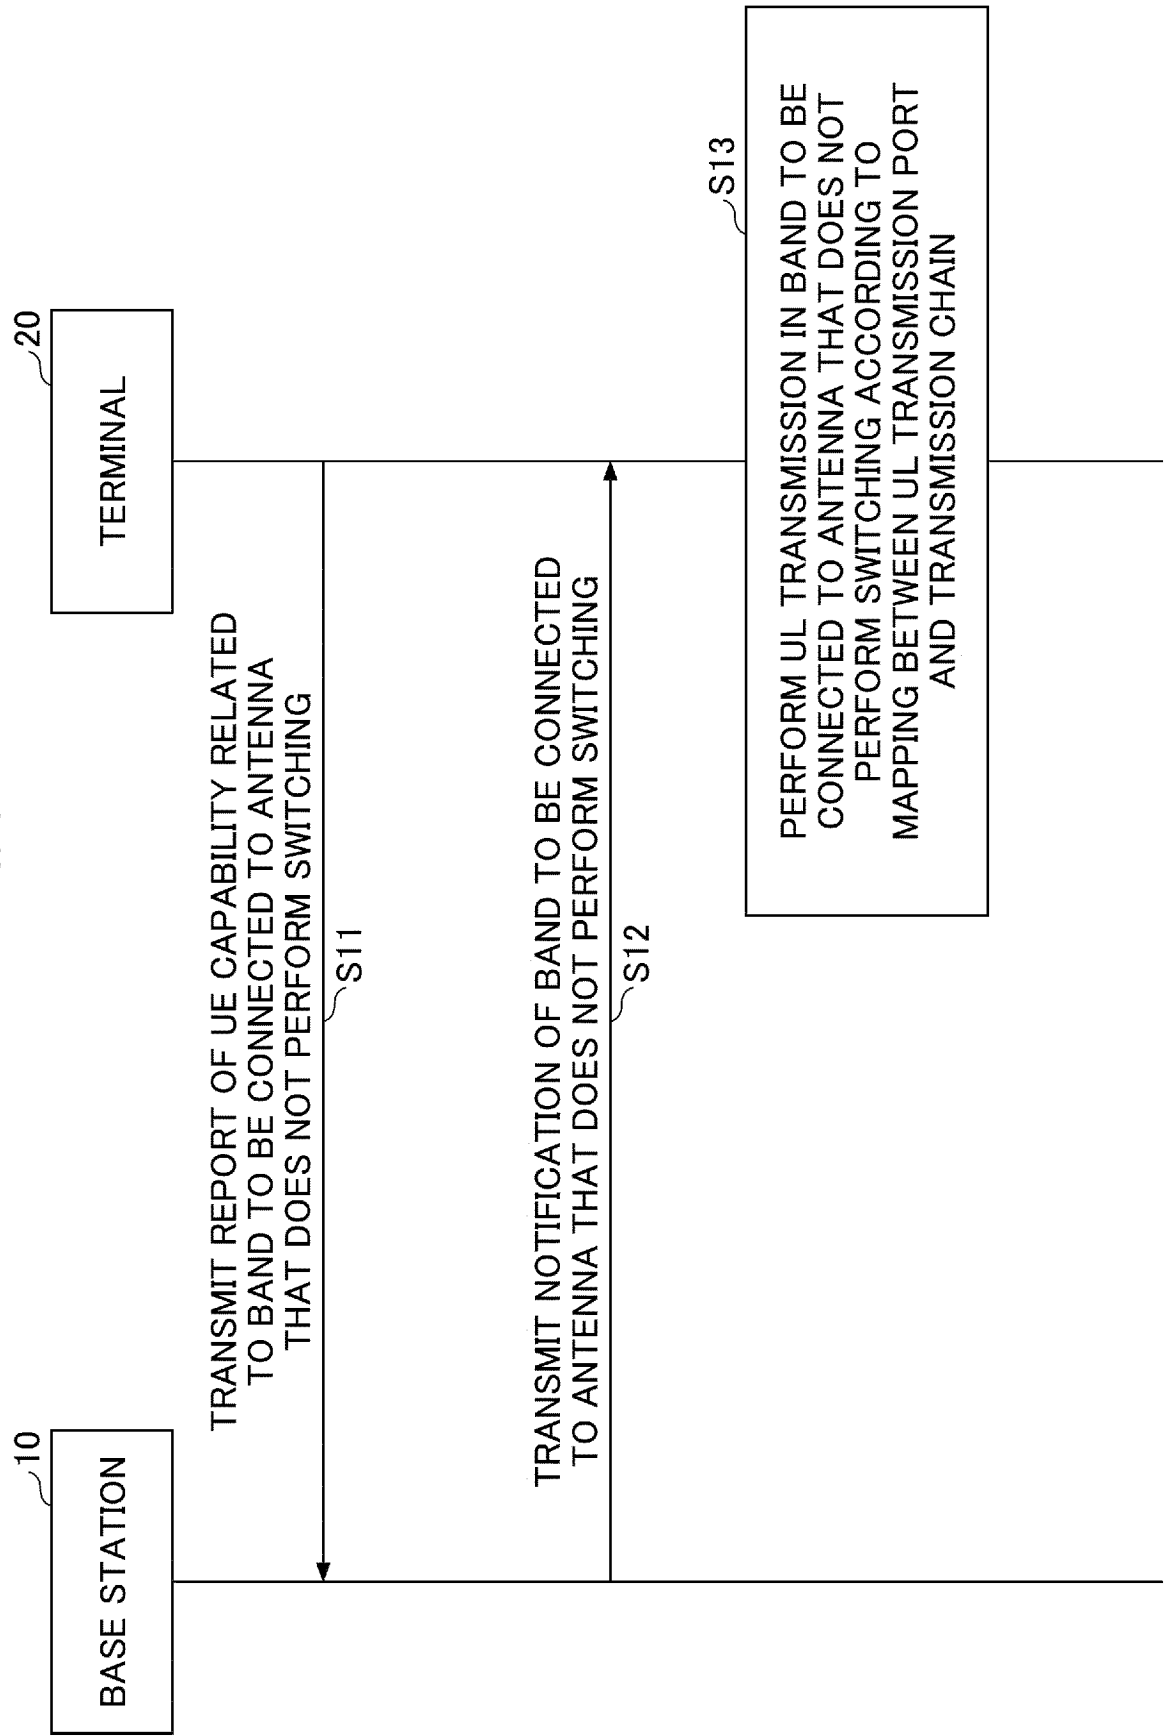 10
BASE STATION
20
TERMINAL
TRANSMIT REPORT OF UE CAPABILITY RELATED
TO BAND TO BE CONNECTED TO ANTENNA
THAT DOES NOT PERFORM SWITCHING
S11
TRANSMIT NOTIFICATION OF BAND TO BE CONNECTED
TO ANTENNA THAT DOES NOT PERFORM SWITCHING
S12
S13
PERFORM UL TRANSMISSION IN BAND TO BE
CONNECTED TO ANTENNA THAT DOES NOT
PERFORM SWITCHING ACCORDING TO
MAPPING BETWEEN UL TRANSMISSION PORT
AND TRANSMISSION CHAIN